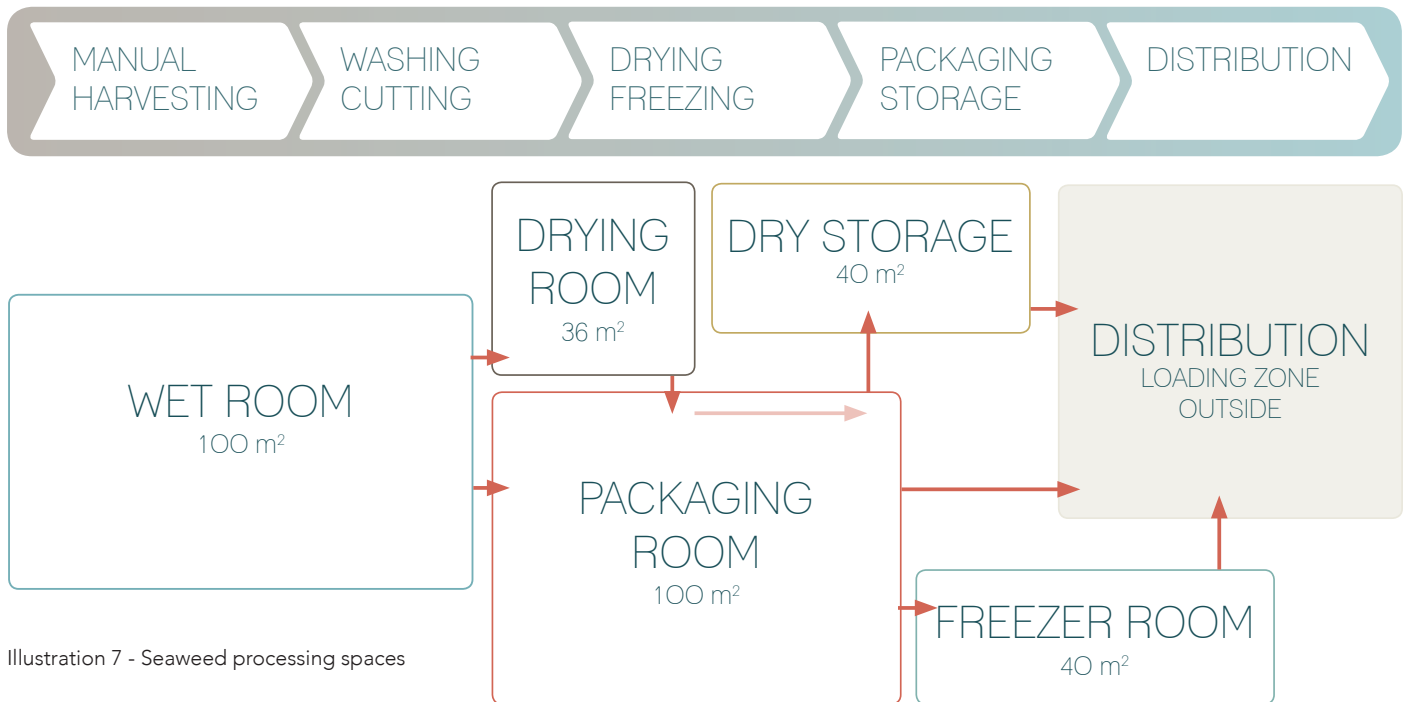 MANUAL
HARVESTING
WASHING
CUTTING
DRYING
FREEZING
PACKAGING
STORAGE
DISTRIBUTION
DRYING
ROOM
36 m²
DRY STORAGE
40 m²
DISTRIBUTION
LOADING ZONE
OUTSIDE
WET ROOM
100 m²
PACKAGING
ROOM
100 m²
FREEZER ROOM
40 m²
Illustration 7 - Seaweed processing spaces